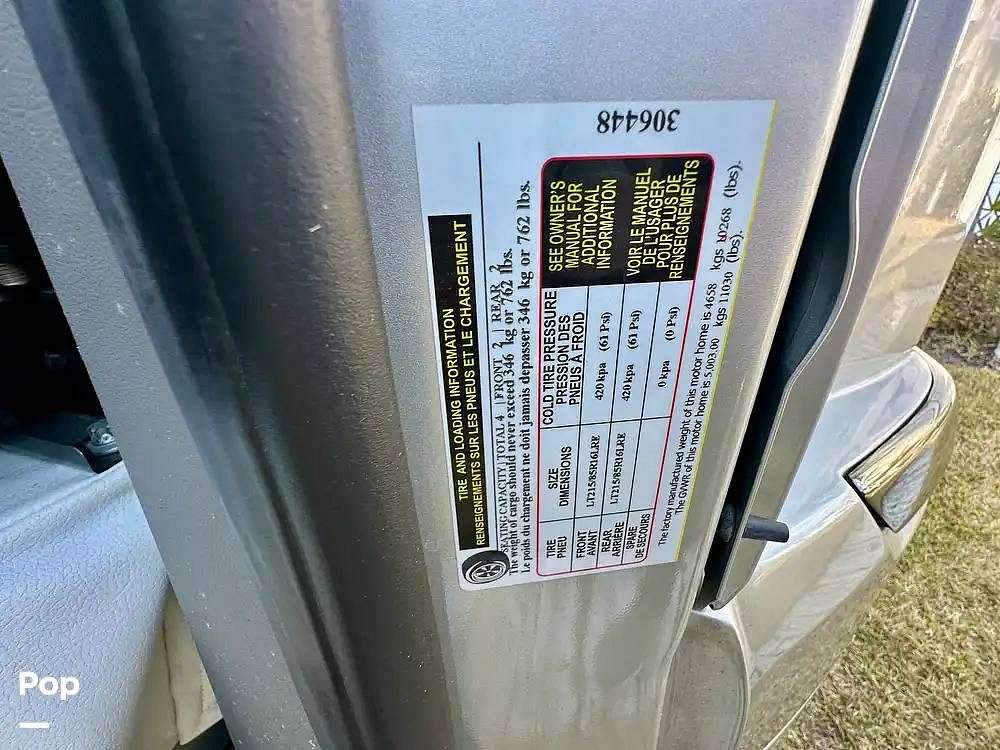 306448
TIRE AND LOADING INFORMATION
RENSEIGNEMENTS SUR LES PNEUS ET LE CHARGEMENT
SEATING CAPACITY | TOTAL 4 | FRONT 2 | REAR 2
The weight of cargo should never exceed 346 kg or 762 lbs.
Le poids du chargement ne doit jamais depasser 346 kg or 762 lbs.
TIRE
PNEU
SIZE
DIMENSIONS
COLD TIRE PRESSURE
PRESSION DES
PNEUS À FROID
SEE OWNER'S
MANUAL FOR
ADDITIONAL
INFORMATION
VOIR LE MANUEL
DE L'USAGER
POUR PLUS DE
RENSEIGNEMENTS
FRONT
AVANT
LT215/85R16LRE
420 kpa (61 Psi)
REAR
ARRIÈRE
LT215/85R16LRE
420 kpa (61 Psi)
SPARE
DE SECOURS
0 kpa (0 Psi)
The factory manufactured weight of this motor home is 4658 kgs 10268 (lbs).
The GVWR of this motor home is 5,003.00 kgs 11030 (lbs).
Pop